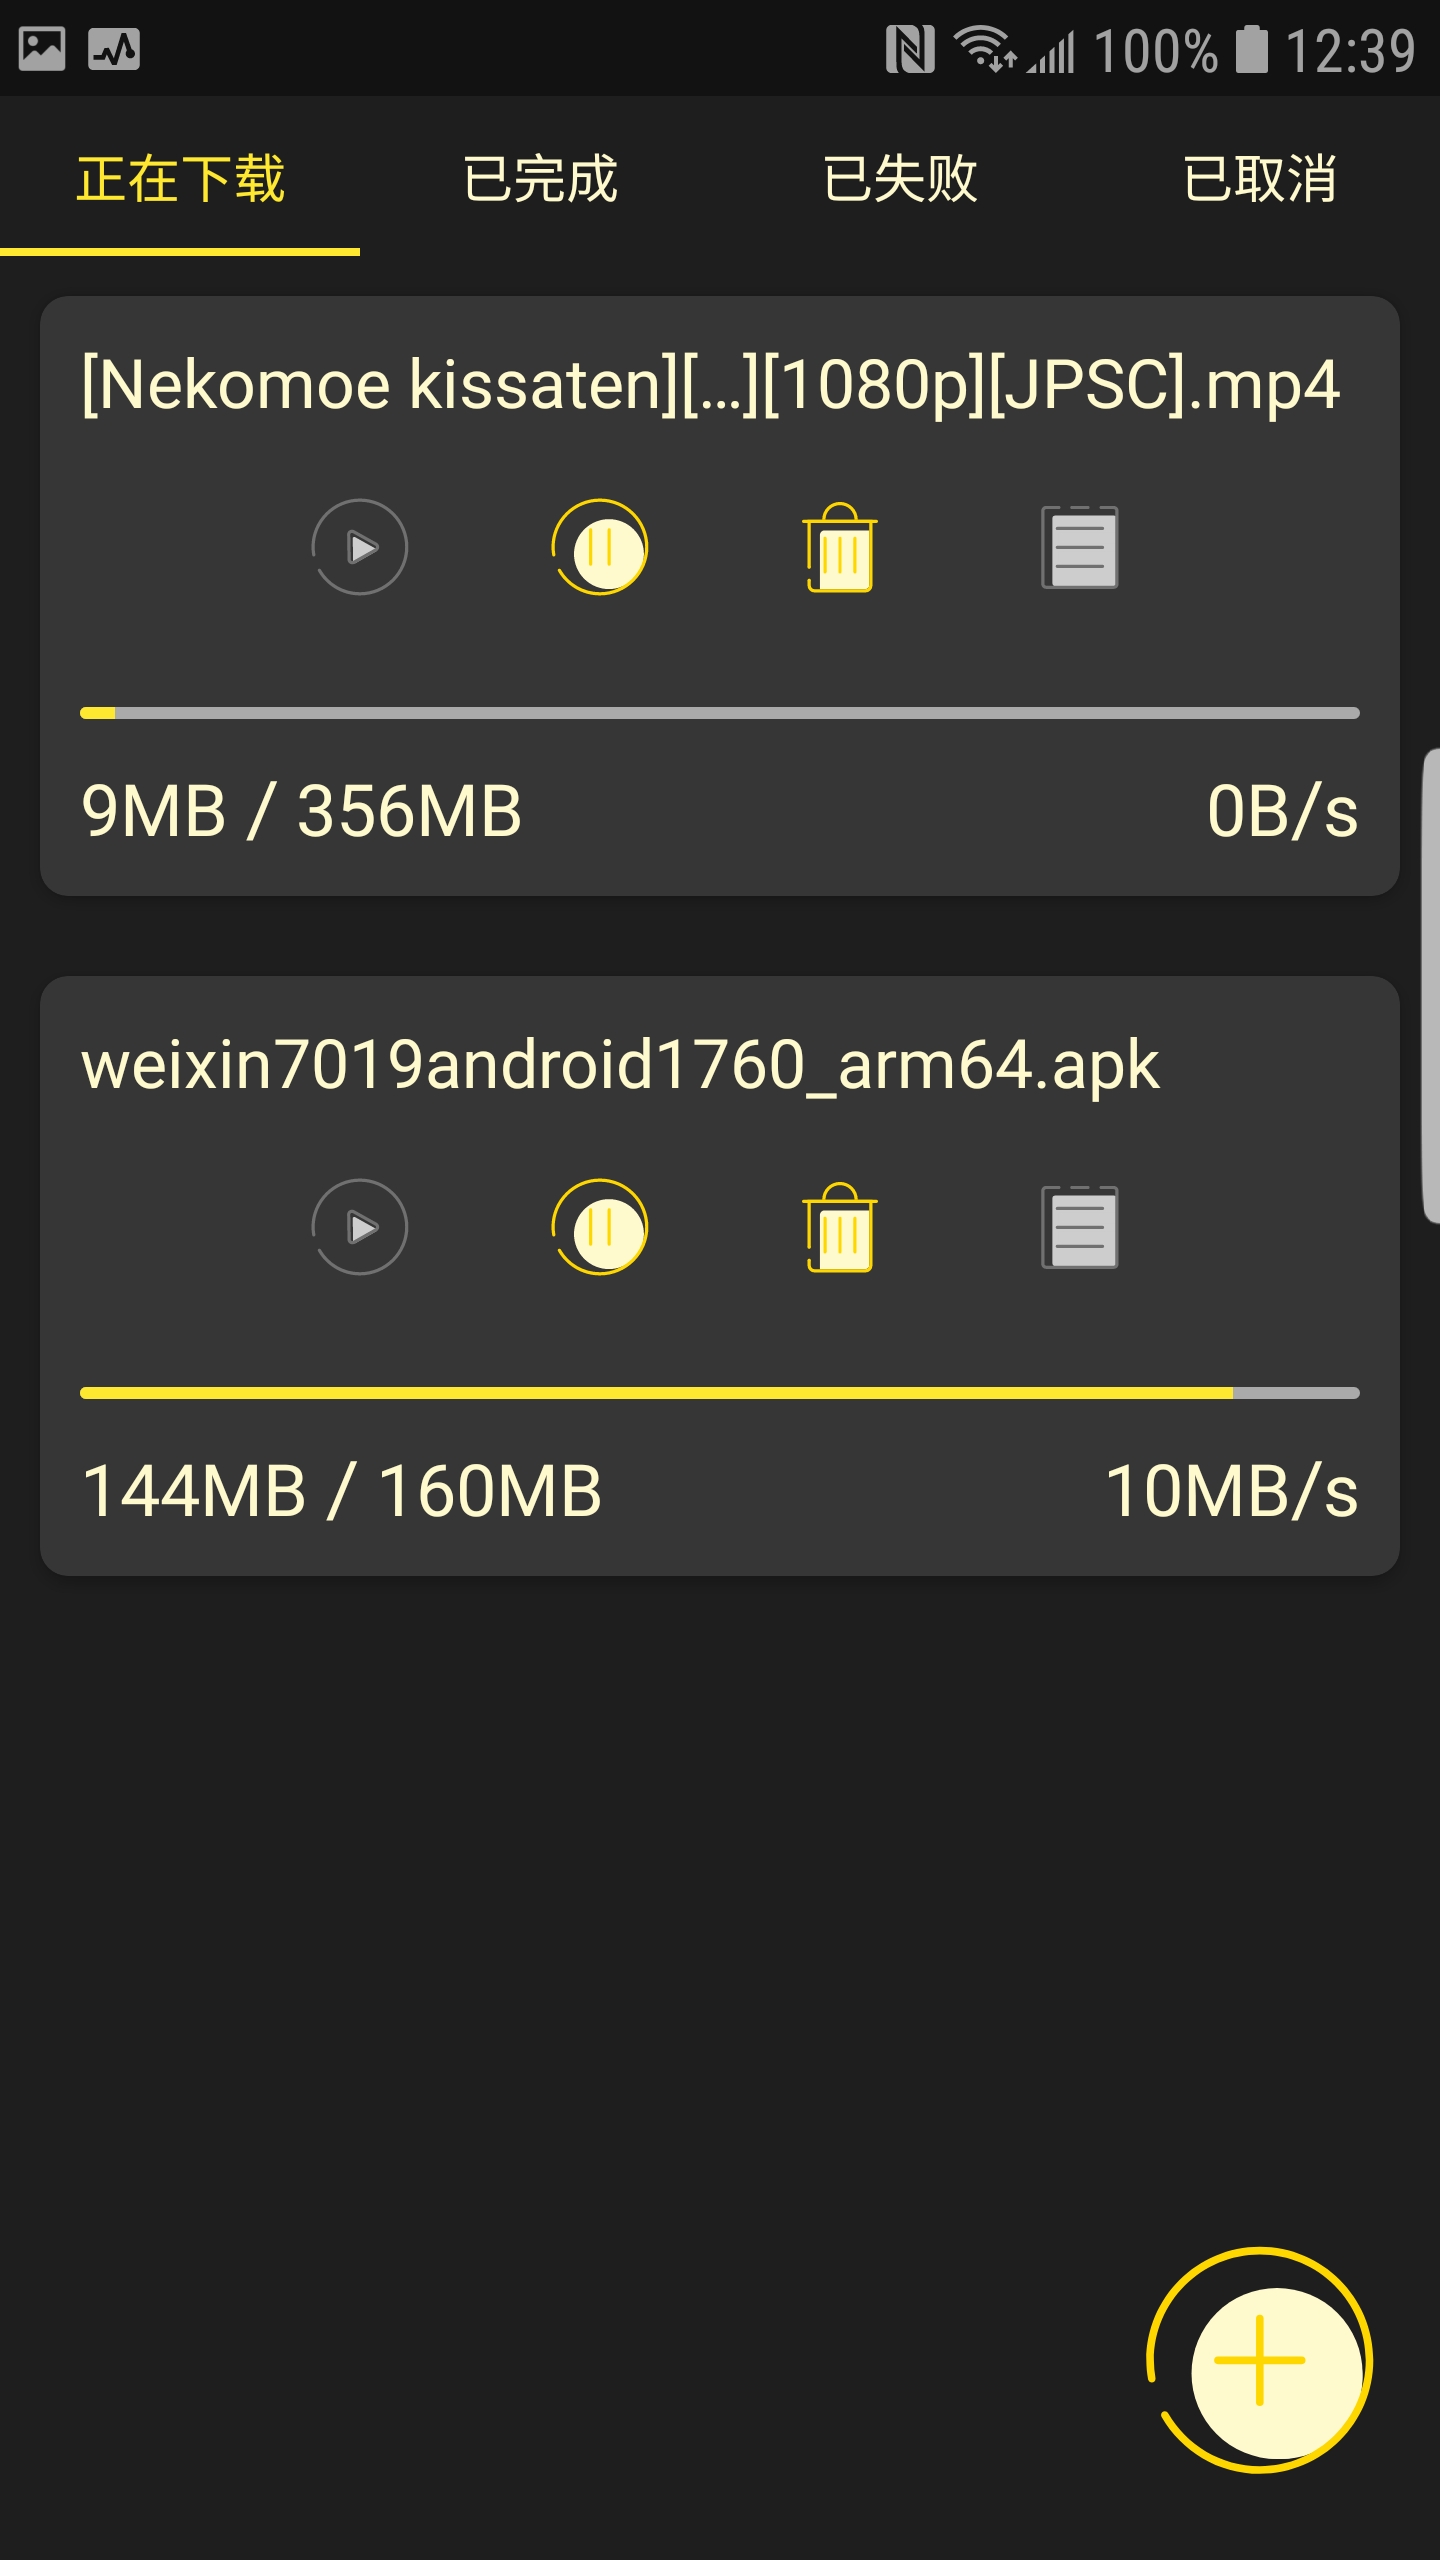 100% 12:39
正在下载 已完成 已失败 已取消
[Nekomoe kissaten][...][1080p][JPSC].mp4
9MB / 356MB 0B/s
weixin7019android1760_arm64.apk
144MB / 160MB 10MB/s